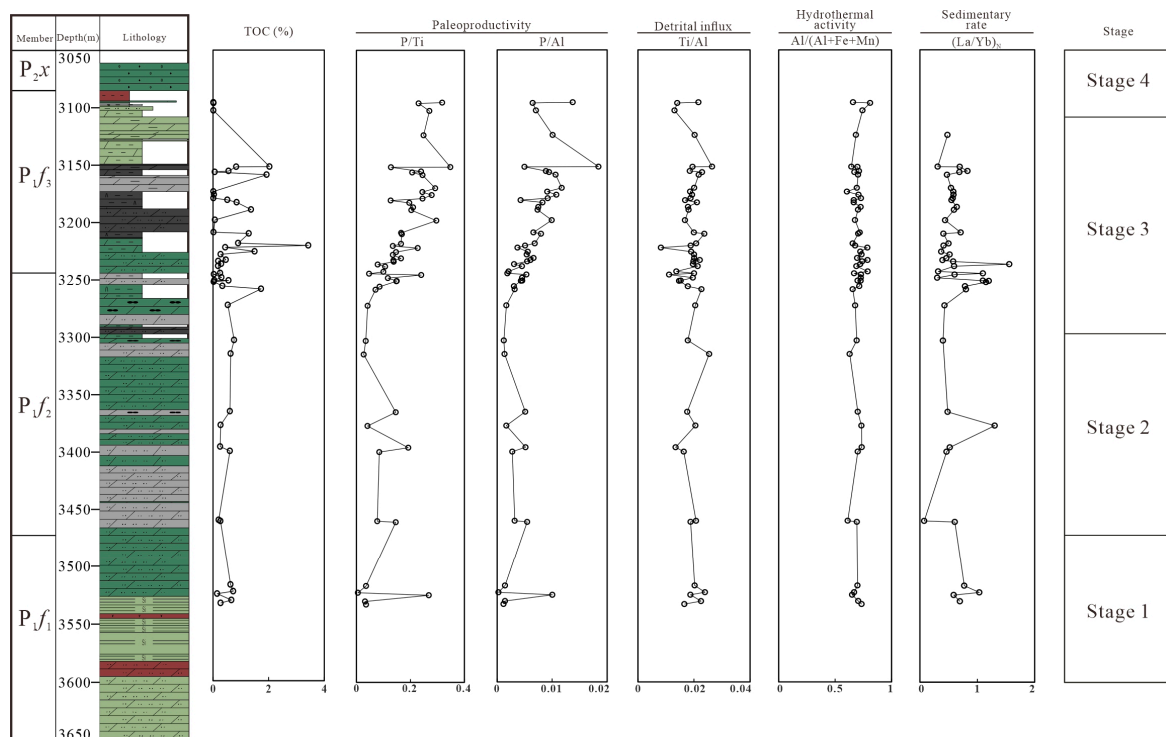 Paleoproductivity
Detrital influx
Hydrothermal activity
Sedimentary rate
Member Depth(m) Lithology
TOC (%)
P/Ti
P/Al
Ti/Al
Al/(Al+Fe+Mn)
(La/Yb)N
Stage
3050
P2x
Stage 4
3100
3150
P1f3
3200
Stage 3
3250
3300
3350
P1f2
Stage 2
3400
3450
3500
P1f1
3550
Stage 1
3600
3650
0 2 4
0 0.2 0.4
0 0.01 0.02
0 0.02 0.04
0 0.5 1
0 1 2